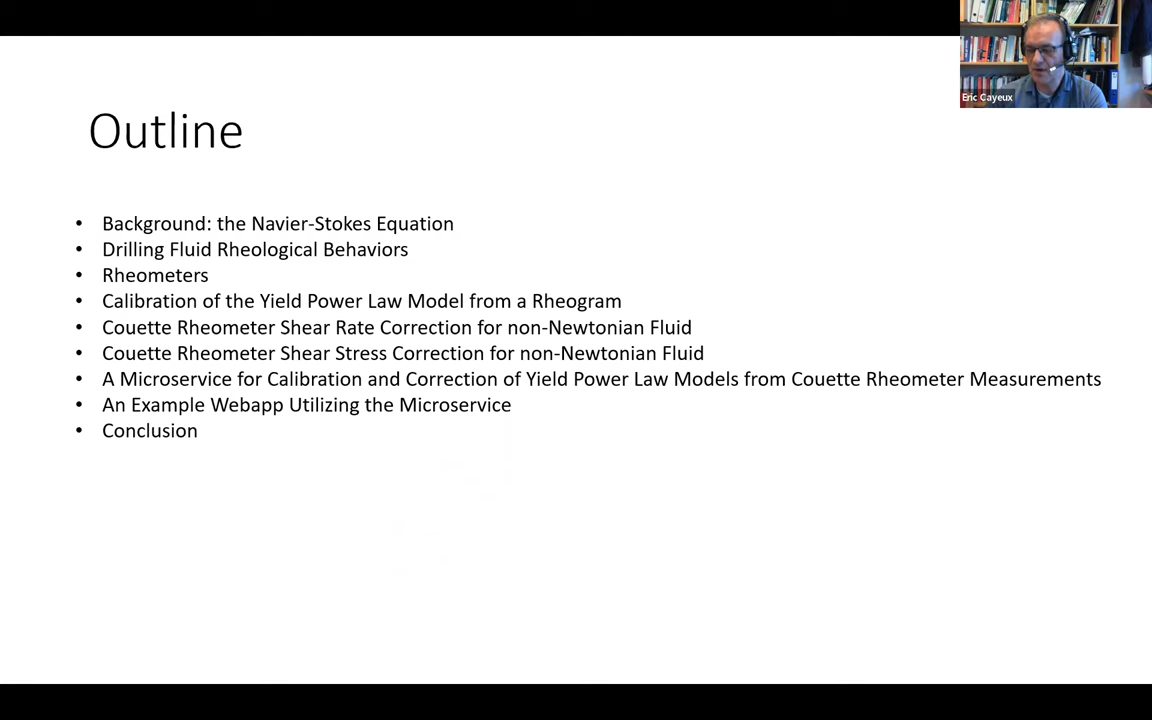 Eric Cayeux
Outline
• Background: the Navier-Stokes Equation
• Drilling Fluid Rheological Behaviors
• Rheometers
• Calibration of the Yield Power Law Model from a Rheogram
• Couette Rheometer Shear Rate Correction for non-Newtonian Fluid
• Couette Rheometer Shear Stress Correction for non-Newtonian Fluid
• A Microservice for Calibration and Correction of Yield Power Law Models from Couette Rheometer Measurements
• An Example Webapp Utilizing the Microservice
• Conclusion